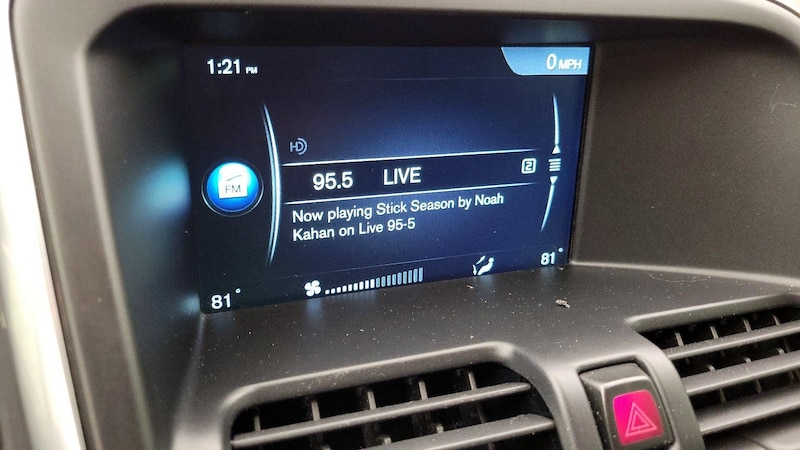 1:21 PM
0 MPH
HD
FM
95.5 LIVE
2
Now playing Stick Season by Noah
Kahan on Live 95-5
81°
81°